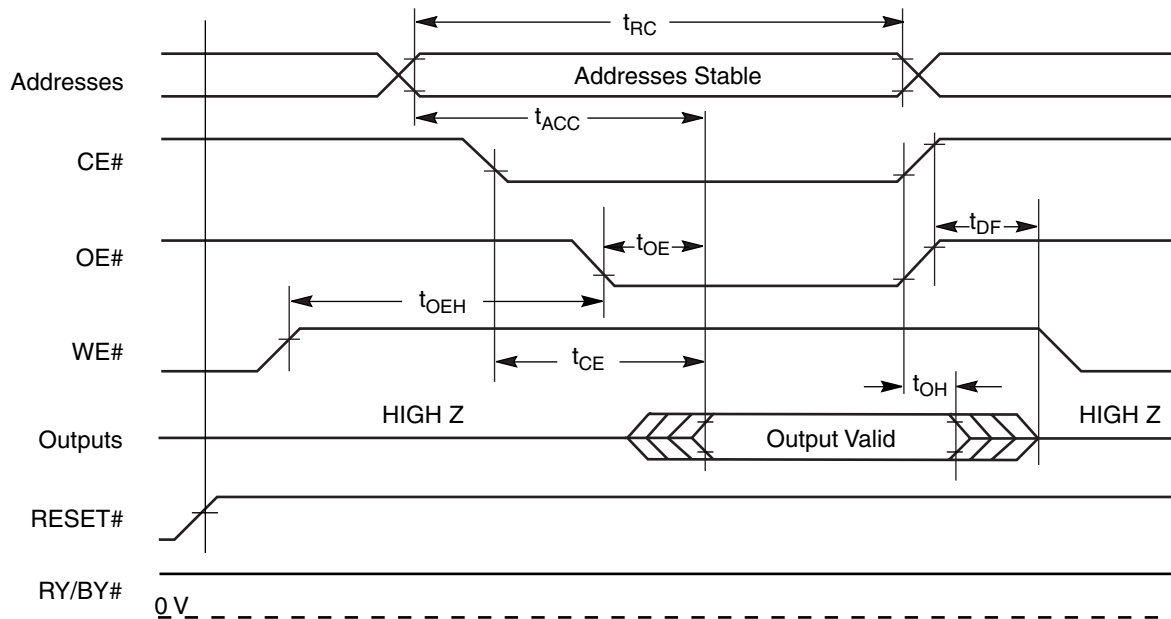 tRC
Addresses
Addresses Stable
tACC
CE#
tDF
OE#
tOE
tOEH
WE#
tCE
tOH
HIGH Z
HIGH Z
Outputs
Output Valid
RESET#
RY/BY#
0 V